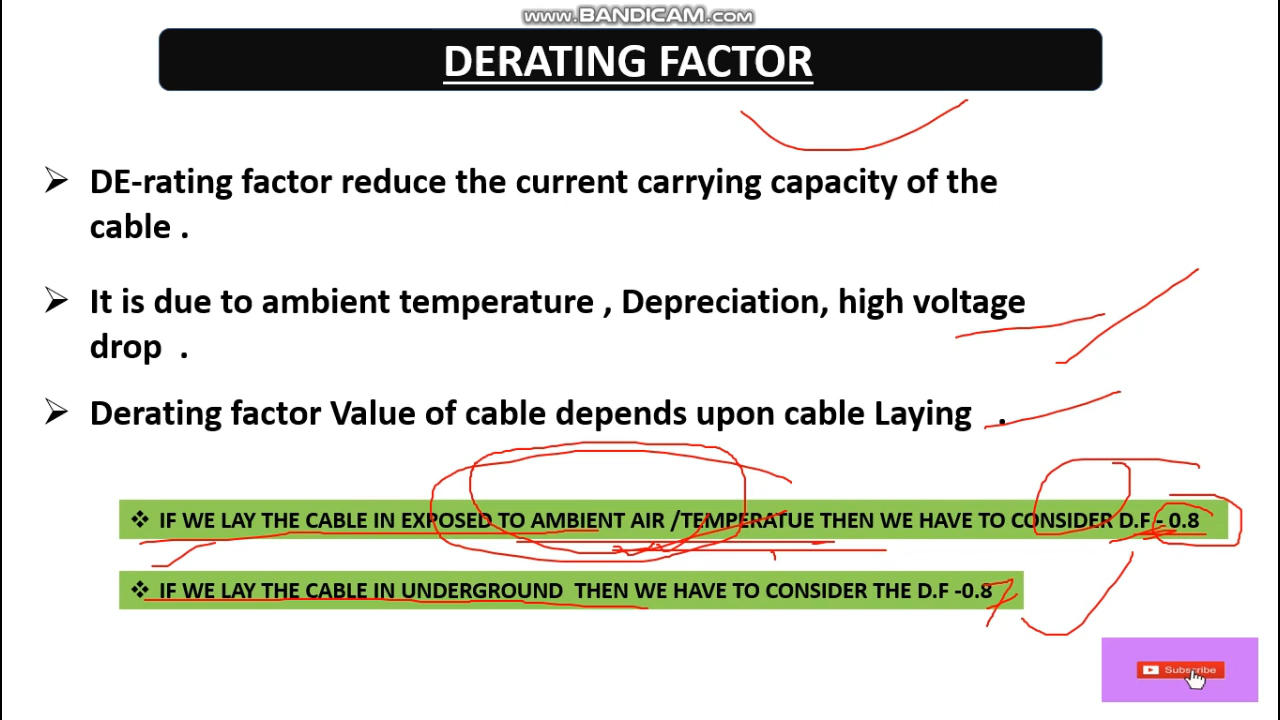 www.BANDICAM.com
DERATING FACTOR
DE-rating factor reduce the current carrying capacity of the
cable .
It is due to ambient temperature , Depreciation, high voltage
drop .
Derating factor Value of cable depends upon cable Laying .
IF WE LAY THE CABLE IN EXPOSED TO AMBIENT AIR /TEMPERATUE THEN WE HAVE TO CONSIDER D.F - 0.8
IF WE LAY THE CABLE IN UNDERGROUND THEN WE HAVE TO CONSIDER THE D.F -0.8
7
Subscribe